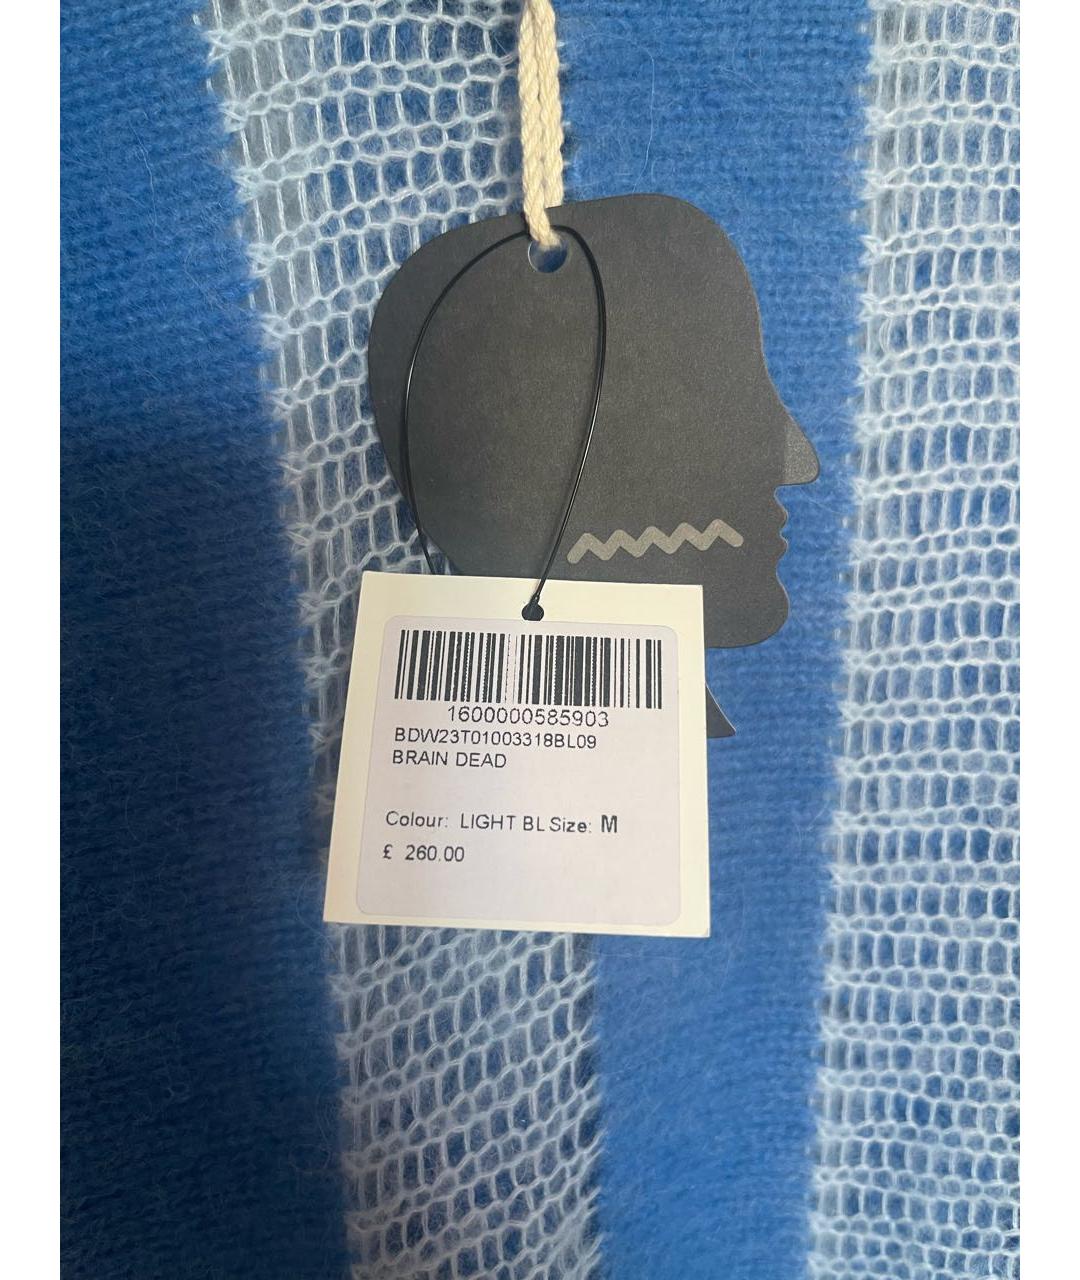 1600000585903
BDW23T01003318BL09
BRAIN DEAD
Colour: LIGHT BL Size: M
£ 260.00